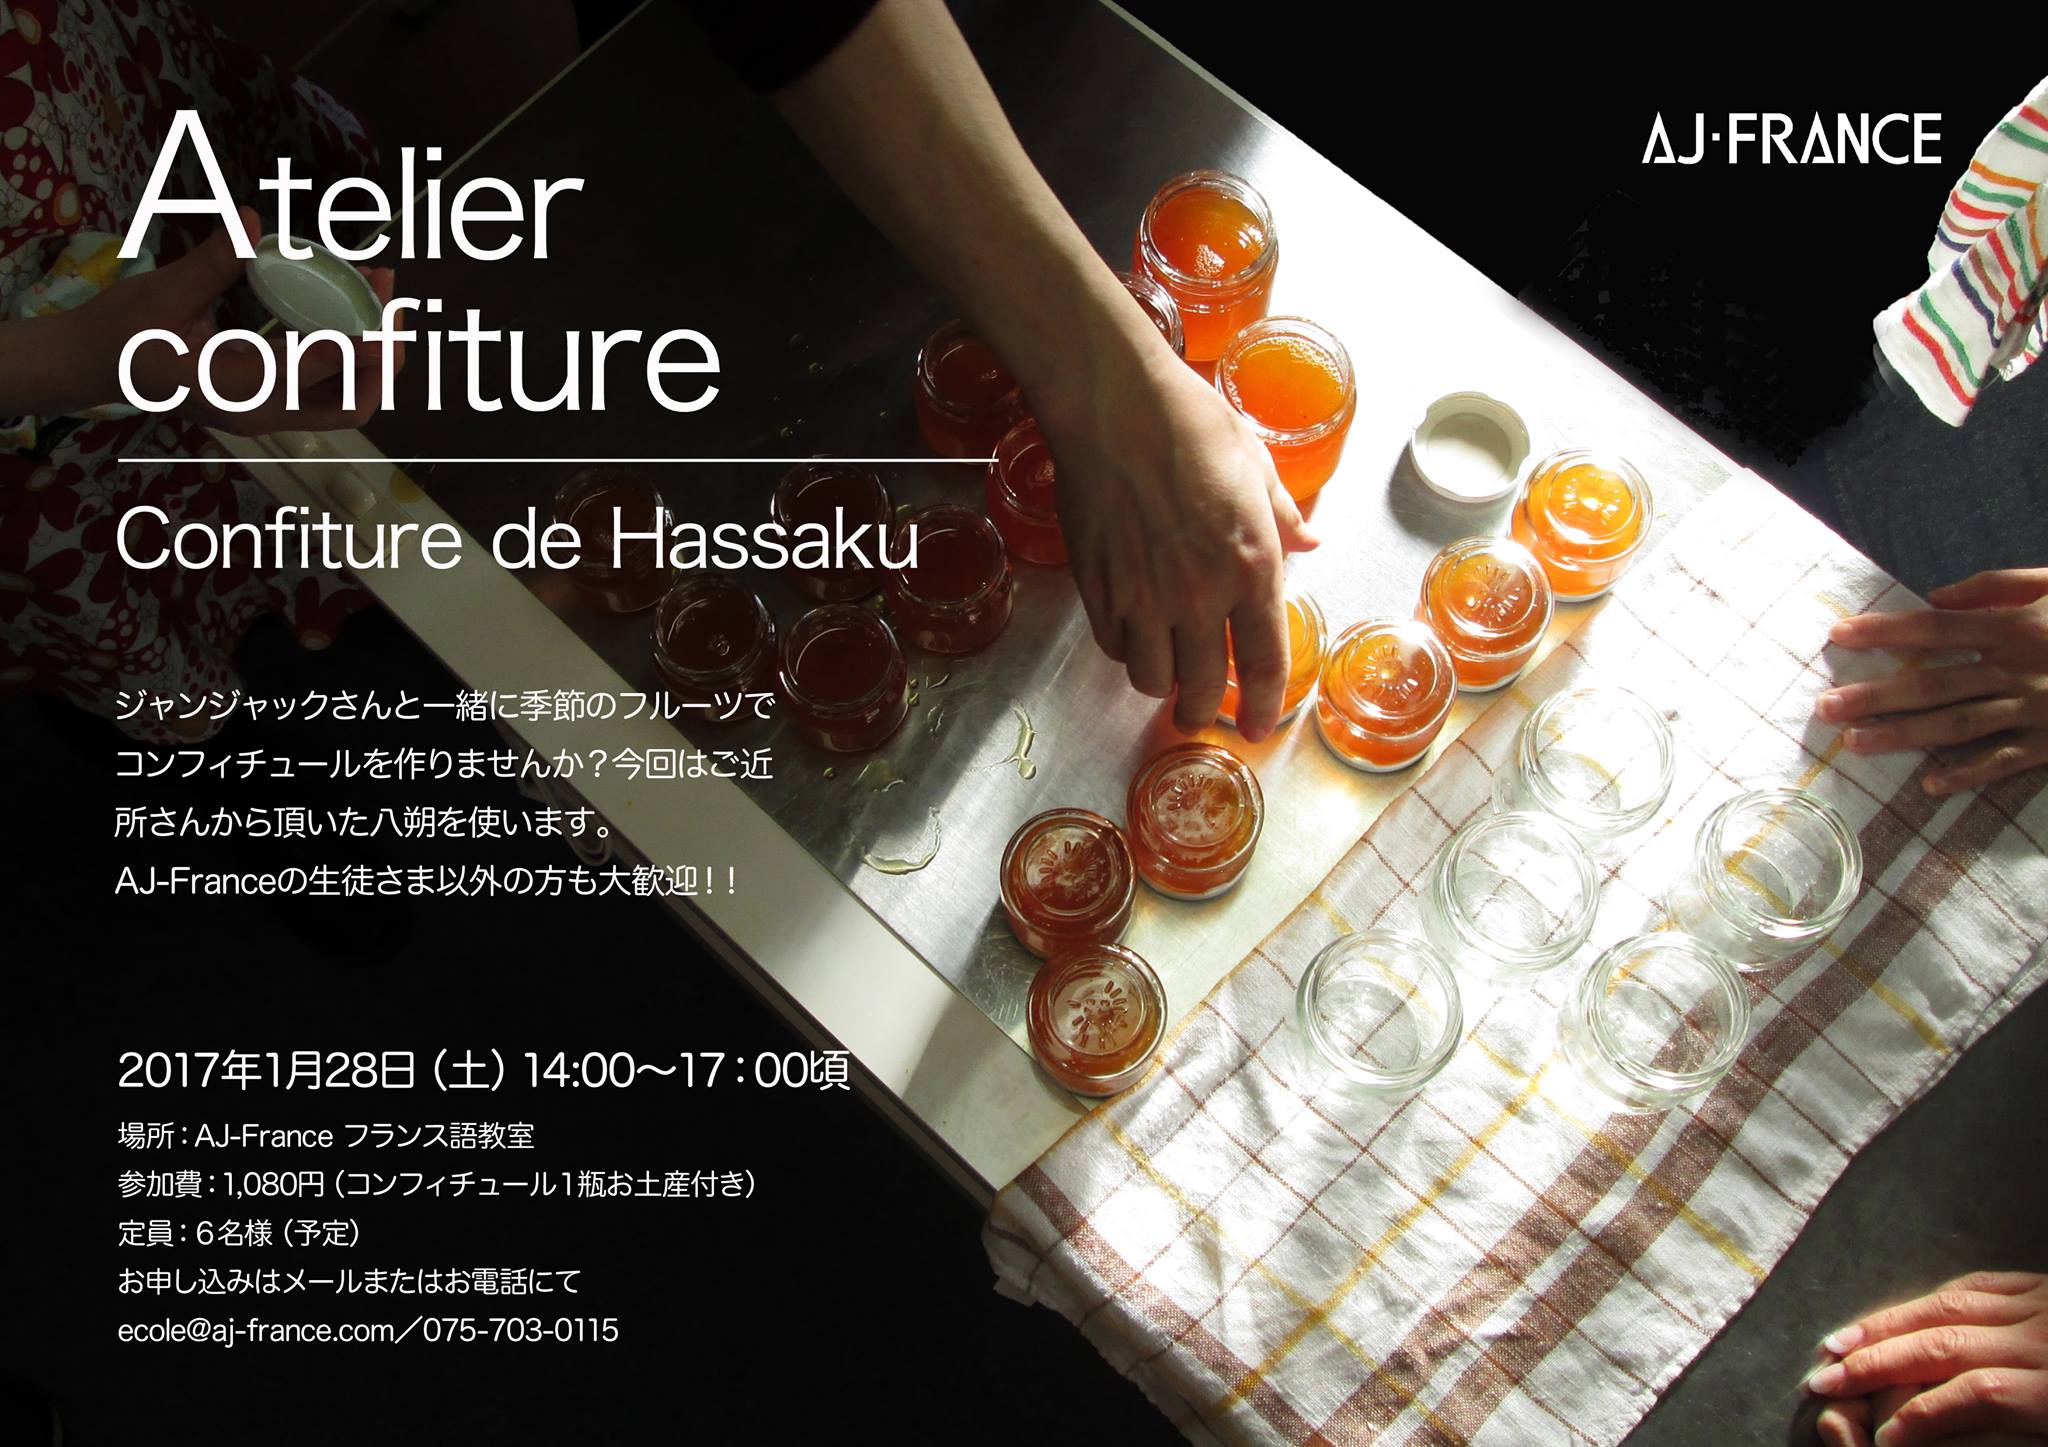 Atelier
confiture
AJ·FRANCE
Confiture de Hassaku
ジャンジャックさんと一緒に季節のフルーツで
コンフィチュールを作りませんか？今回はご近
所さんから頂いた八朔を使います。
AJ-Franceの生徒さま以外の方も大歓迎！！
2017年1月28日（土）14:00～17：00頃
場所：AJ-France フランス語教室
参加費：1,080円（コンフィチュール1瓶お土産付き）
定員：6名様（予定）
お申し込みはメールまたはお電話にて
ecole@aj-france.com／075-703-0115